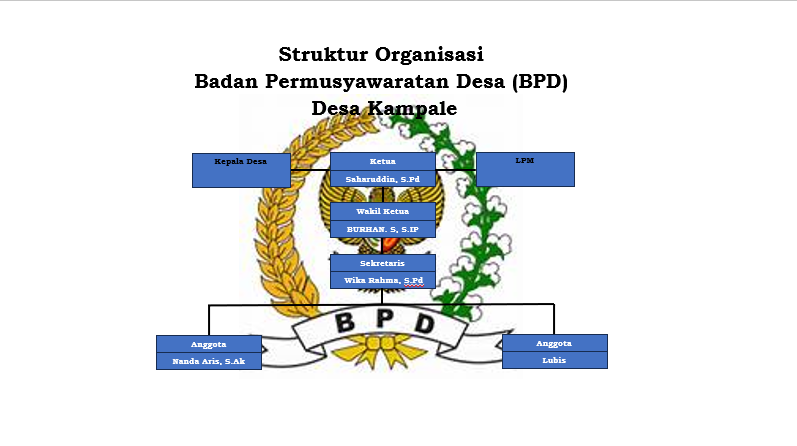 Struktur Organisasi
Badan Permusyawaratan Desa (BPD)
Desa Kampale
Kepala Desa
Ketua
LPM
Saharuddin, S.Pd
Wakil Ketua
BURHAN. S, S.IP
Sekretaris
Wika Rahma, S.Pd
B P D
Anggota
Anggota
Nanda Aris, S.Ak
Lubis